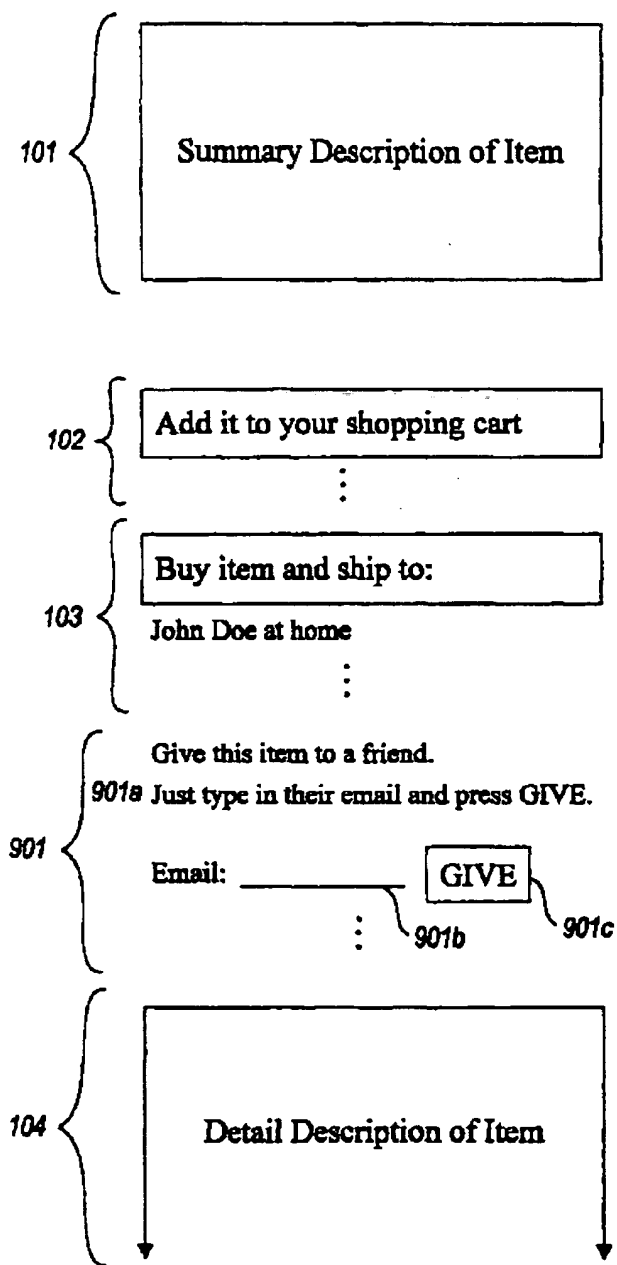 101 Summary Description of Item
102 Add it to your shopping cart
103 Buy item and ship to:
John Doe at home
Give this item to a friend.
901a Just type in their email and press GIVE.
901
Email: GIVE
901b 901c
104 Detail Description of Item